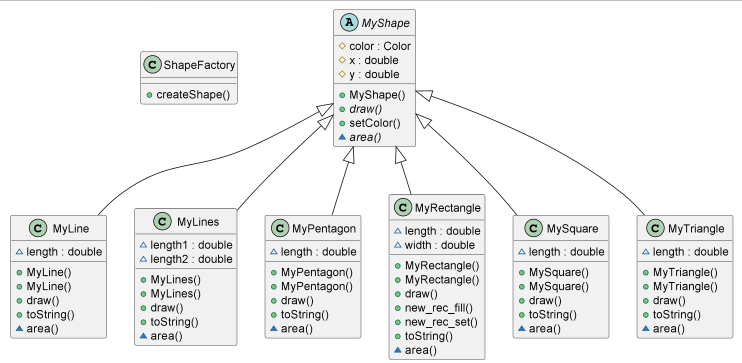 A MyShape
color : Color
x : double
y : double
MyShape()
draw()
setColor()
area()
C ShapeFactory
createShape()
C MyLine
length : double
MyLine()
MyLine()
draw()
toString()
area()
C MyLines
length1 : double
length2 : double
MyLines()
MyLines()
draw()
toString()
area()
C MyPentagon
length : double
MyPentagon()
MyPentagon()
draw()
toString()
area()
C MyRectangle
length : double
width : double
MyRectangle()
MyRectangle()
draw()
new_rec_fill()
new_rec_set()
toString()
area()
C MySquare
length : double
MySquare()
MySquare()
draw()
toString()
area()
C MyTriangle
length : double
MyTriangle()
MyTriangle()
draw()
toString()
area()